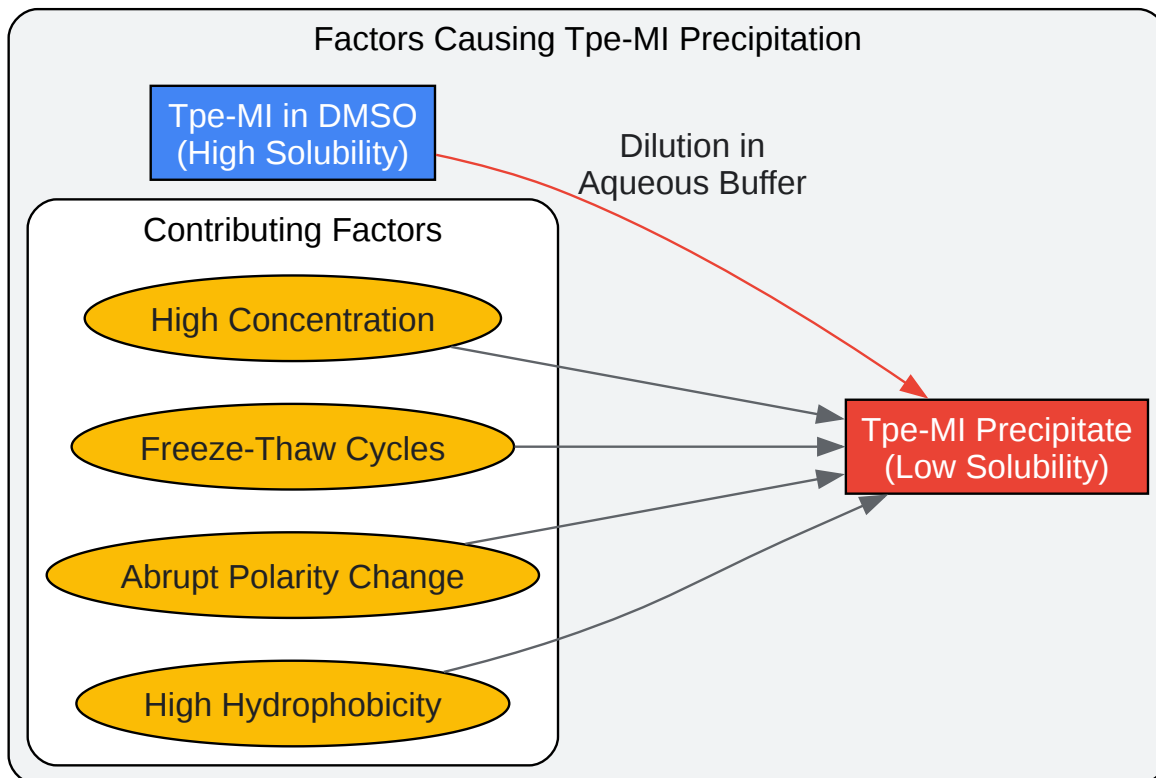 Factors Causing Tpe-MI Precipitation
Tpe-MI in DMSO
(High Solubility)
Dilution in
Aqueous Buffer
Contributing Factors
High Concentration
Freeze-Thaw Cycles
Abrupt Polarity Change
High Hydrophobicity
Tpe-MI Precipitate
(Low Solubility)